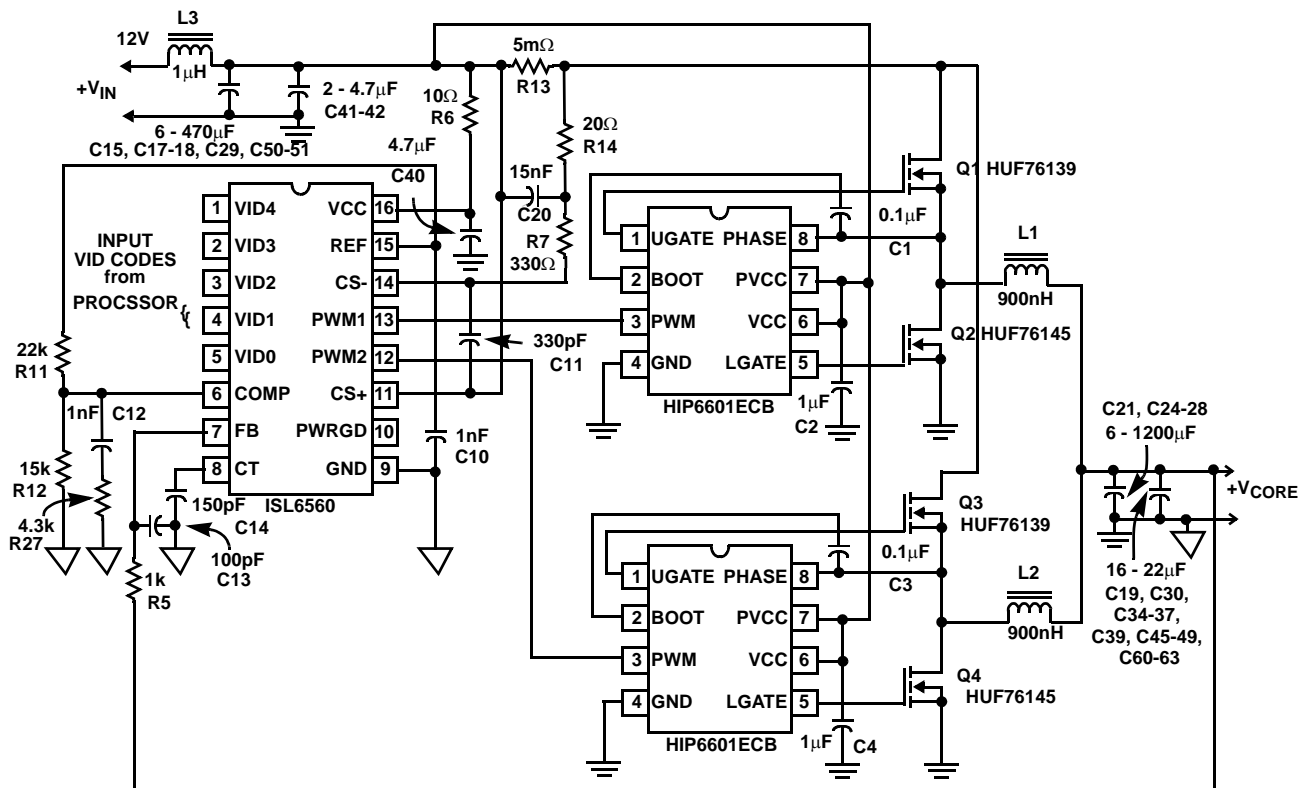 L3
12V
1μH
+VIN
2 - 4.7μF
C41-42
6 - 470μF
C15, C17-18, C29, C50-51
10Ω
R6
5mΩ
R13
20Ω
R14
4.7μF
C40
15nF
C20
R7
330Ω
INPUT
VID CODES
from
PROCSSOR {{
1 VID4
2 VID3
3 VID2
4 VID1
5 VID0
6 COMP
7 FB
8 CT
VCC 16
REF 15
CS- 14
PWM1 13
PWM2 12
CS+ 11
PWRGD 10
GND 9
ISL6560
22k
R11
1nF C12
15k
R12
4.3k
R27
150pF
C14
100pF
C13
1k
R5
330pF
C11
1nF
C10
1 UGATE
2 BOOT
3 PWM
4 GND
PHASE 8
PVCC 7
VCC 6
LGATE 5
HIP6601ECB
0.1μF
C1
1μF
C2
Q1 HUF76139
Q2 HUF76145
L1
900nH
1 UGATE
2 BOOT
3 PWM
4 GND
PHASE 8
PVCC 7
VCC 6
LGATE 5
HIP6601ECB
0.1μF
C3
1μF
C4
Q3
HUF76139
Q4
HUF76145
L2
900nH
C21, C24-28
6 - 1200μF
+VCORE
16 - 22μF
C19, C30,
C34-37,
C39, C45-49,
C60-63